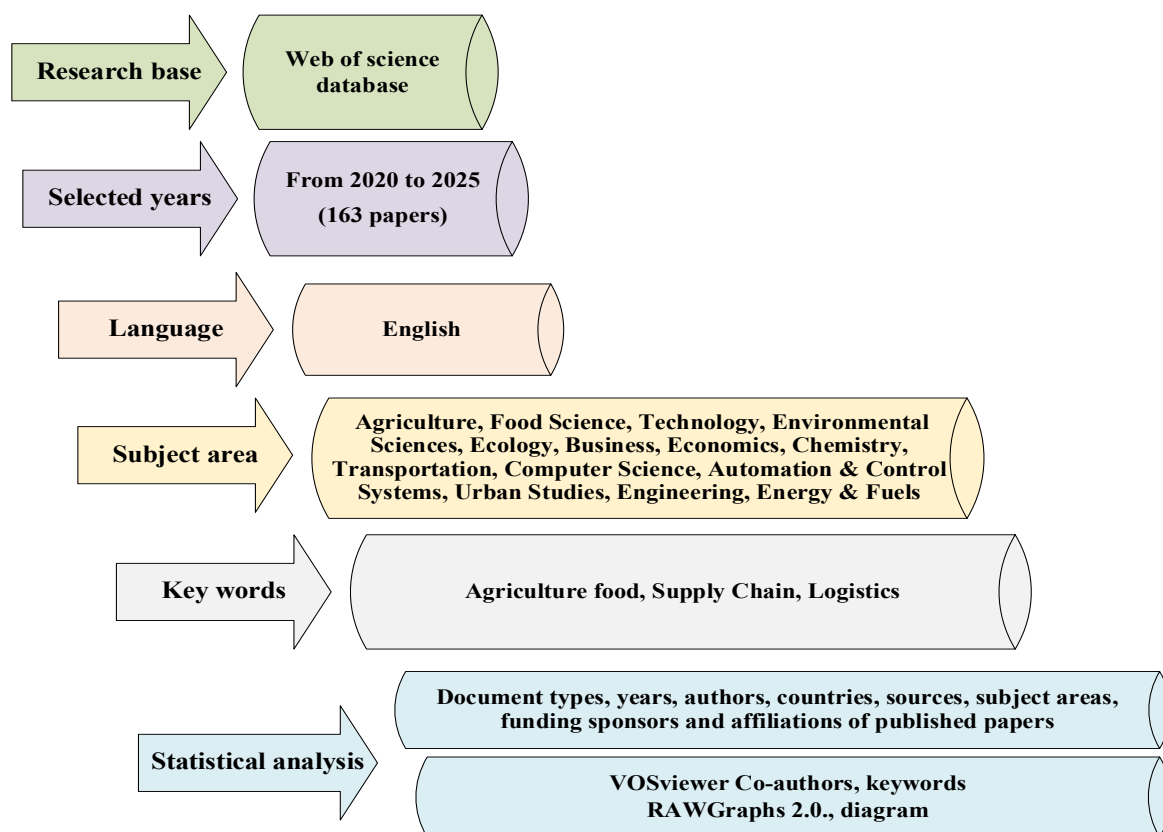 Research base
Web of science
database
Selected years
From 2020 to 2025
(163 papers)
Language
English
Subject area
Agriculture, Food Science, Technology, Environmental
Sciences, Ecology, Business, Economics, Chemistry,
Transportation, Computer Science, Automation & Control
Systems, Urban Studies, Engineering, Energy & Fuels
Key words
Agriculture food, Supply Chain, Logistics
Statistical analysis
Document types, years, authors, countries, sources, subject areas,
funding sponsors and affiliations of published papers
VOSviewer Co-authors, keywords
RAWGraphs 2.0., diagram